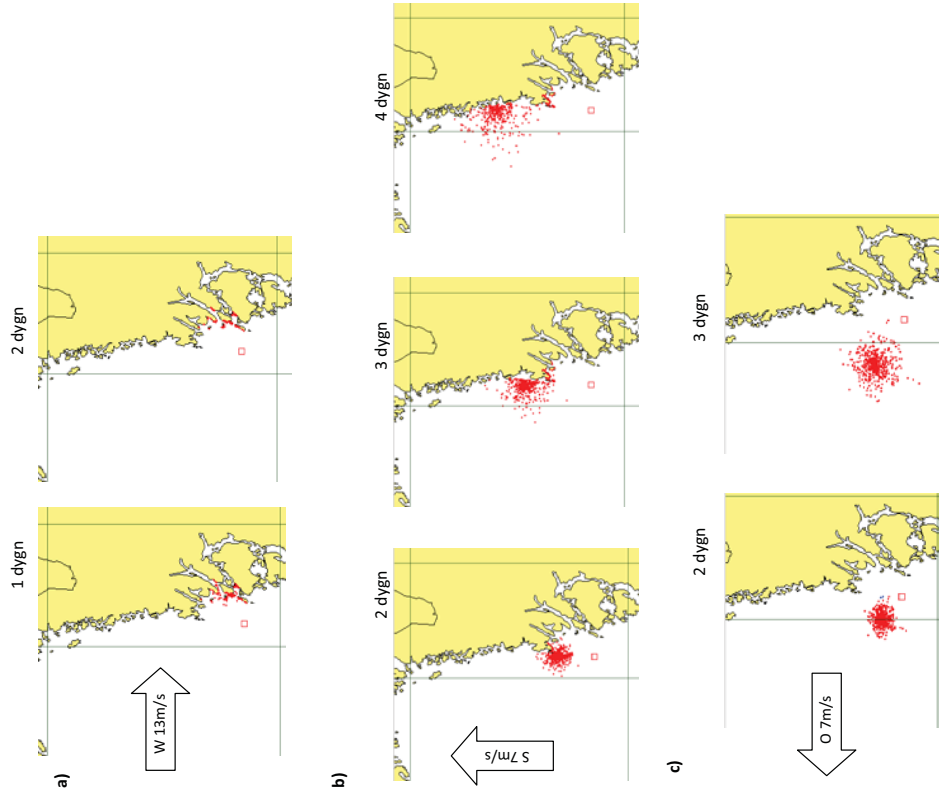 a)
1 dygn
2 dygn
W 13m/s
b)
2 dygn
3 dygn
4 dygn
S 7m/s
c)
2 dygn
3 dygn
O 7m/s